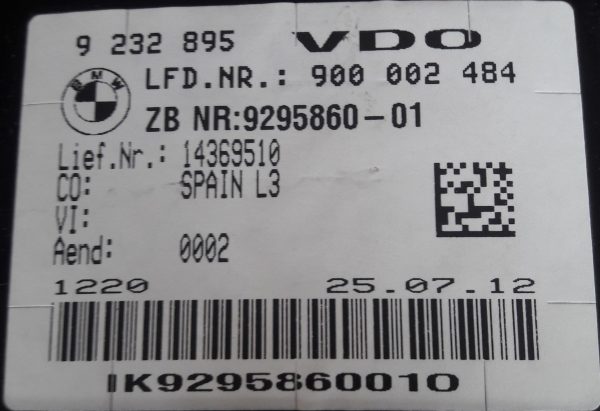 9 232 895 VDO
BMW LFD.NR.: 900 002 484
ZB NR:9295860-01
Lief.Nr.: 14369510
CO: SPAIN L3
VI:
Aend: 0002
1220 25.07.12
IK9295860010